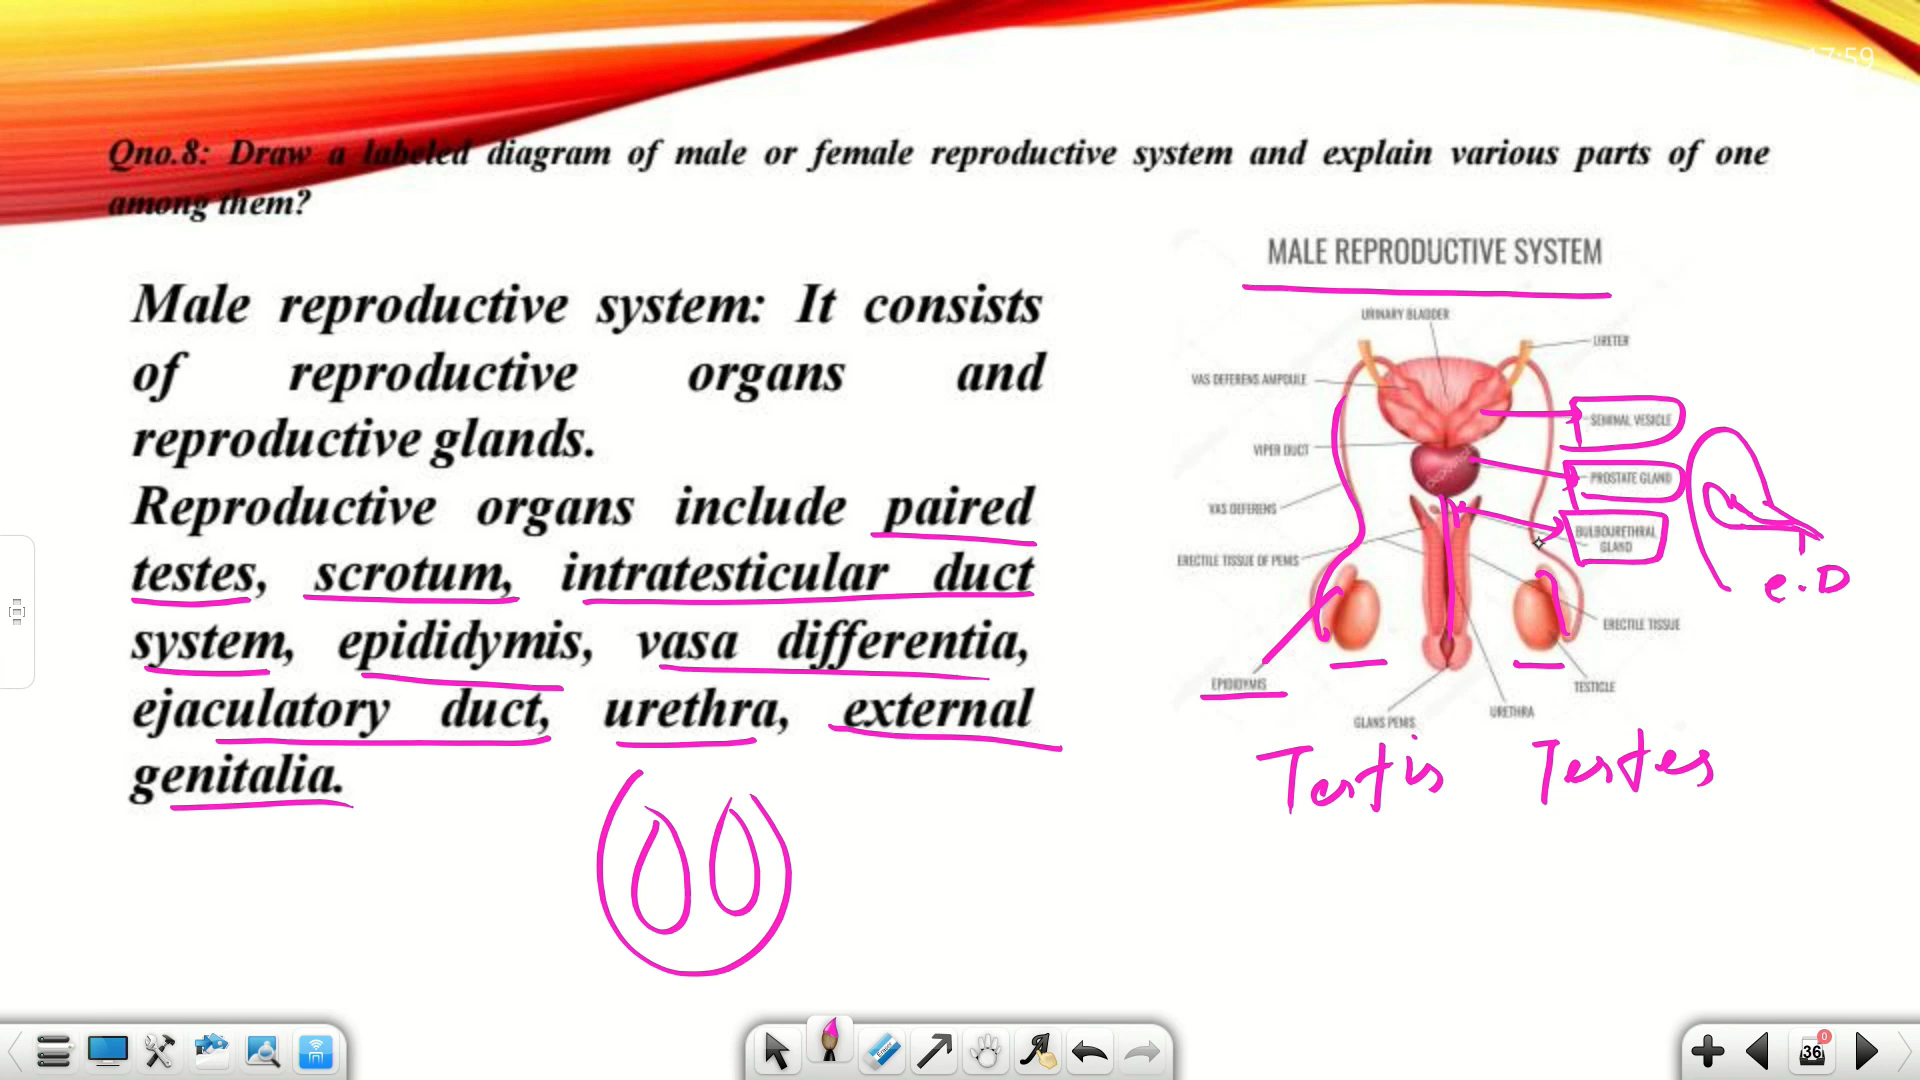 17:59
Qno.8: Draw a labeled diagram of male or female reproductive system and explain various parts of one
among them?
Male reproductive system: It consists
of reproductive organs and
reproductive glands.
Reproductive organs include paired
testes, scrotum, intratesticular duct
system, epididymis, vasa differentia,
ejaculatory duct, urethra, external
genitalia.
MALE REPRODUCTIVE SYSTEM
URINARY BLADDER
URETER
VAS DEFERENS AMPOULE
SEMINAL VESICLE
VIPER DUCT
PROSTATE GLAND
VAS DEFERENS
BULBOURETHRAL
GLAND
ERECTILE TISSUE OF PENIS
e.D
ERECTILE TISSUE
EPIDIDYMIS
TESTICLE
GLANS PENIS
URETHRA
Testis Testes
36
0